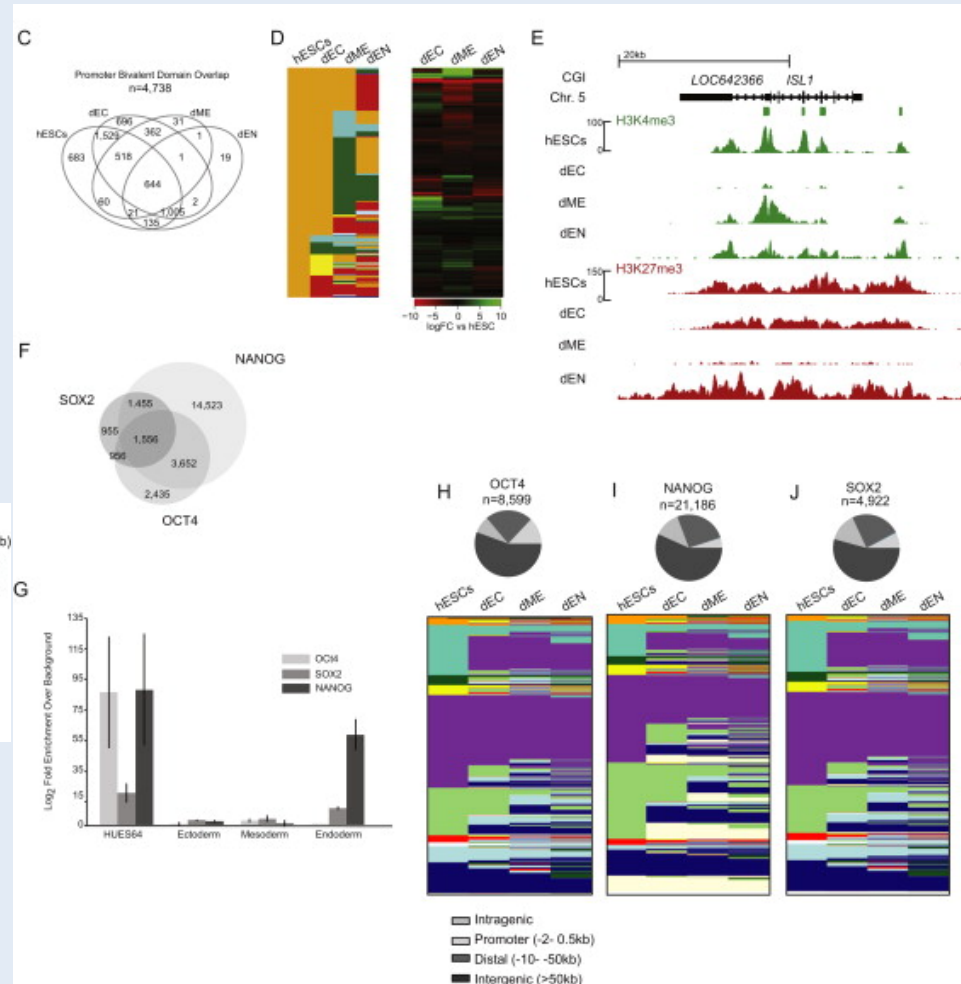 C
Promoter Bivalent Domain Overlap
n=4,738
dEC
dME
hESCs
dEN
696
31
1,529
362
1
683
518
1
19
644
60
21
1,005
2
135
D
hESCs
dEC
dME
dEN
dEC
dME
dEN
−10 −5 0 5 10
logFC vs hESC
E
20kb
CGI
LOC642366 ISL1
Chr. 5
100
H3K4me3
hESCs
0
dEC
dME
dEN
150
H3K27me3
hESCs
0
dEC
dME
dEN
F
NANOG
SOX2
1,455
14,523
955
1,556
956
3,652
2,435
OCT4
b)
G
Log2 Fold Enrichment Over Background
135
95
75
55
35
15
0
OCt4
SOX2
NANOG
HUES64 Ectoderm Mesoderm Endoderm
H
OCT4
n=8,599
hESCs
dEC
dME
dEN
I
NANOG
n=21,186
hESCs
dEC
dME
dEN
J
SOX2
n=4,922
hESCs
dEC
dME
dEN
Intragenic
Promoter (-2- 0.5kb)
Distal (-10- -50kb)
Intergenic (>50kb)